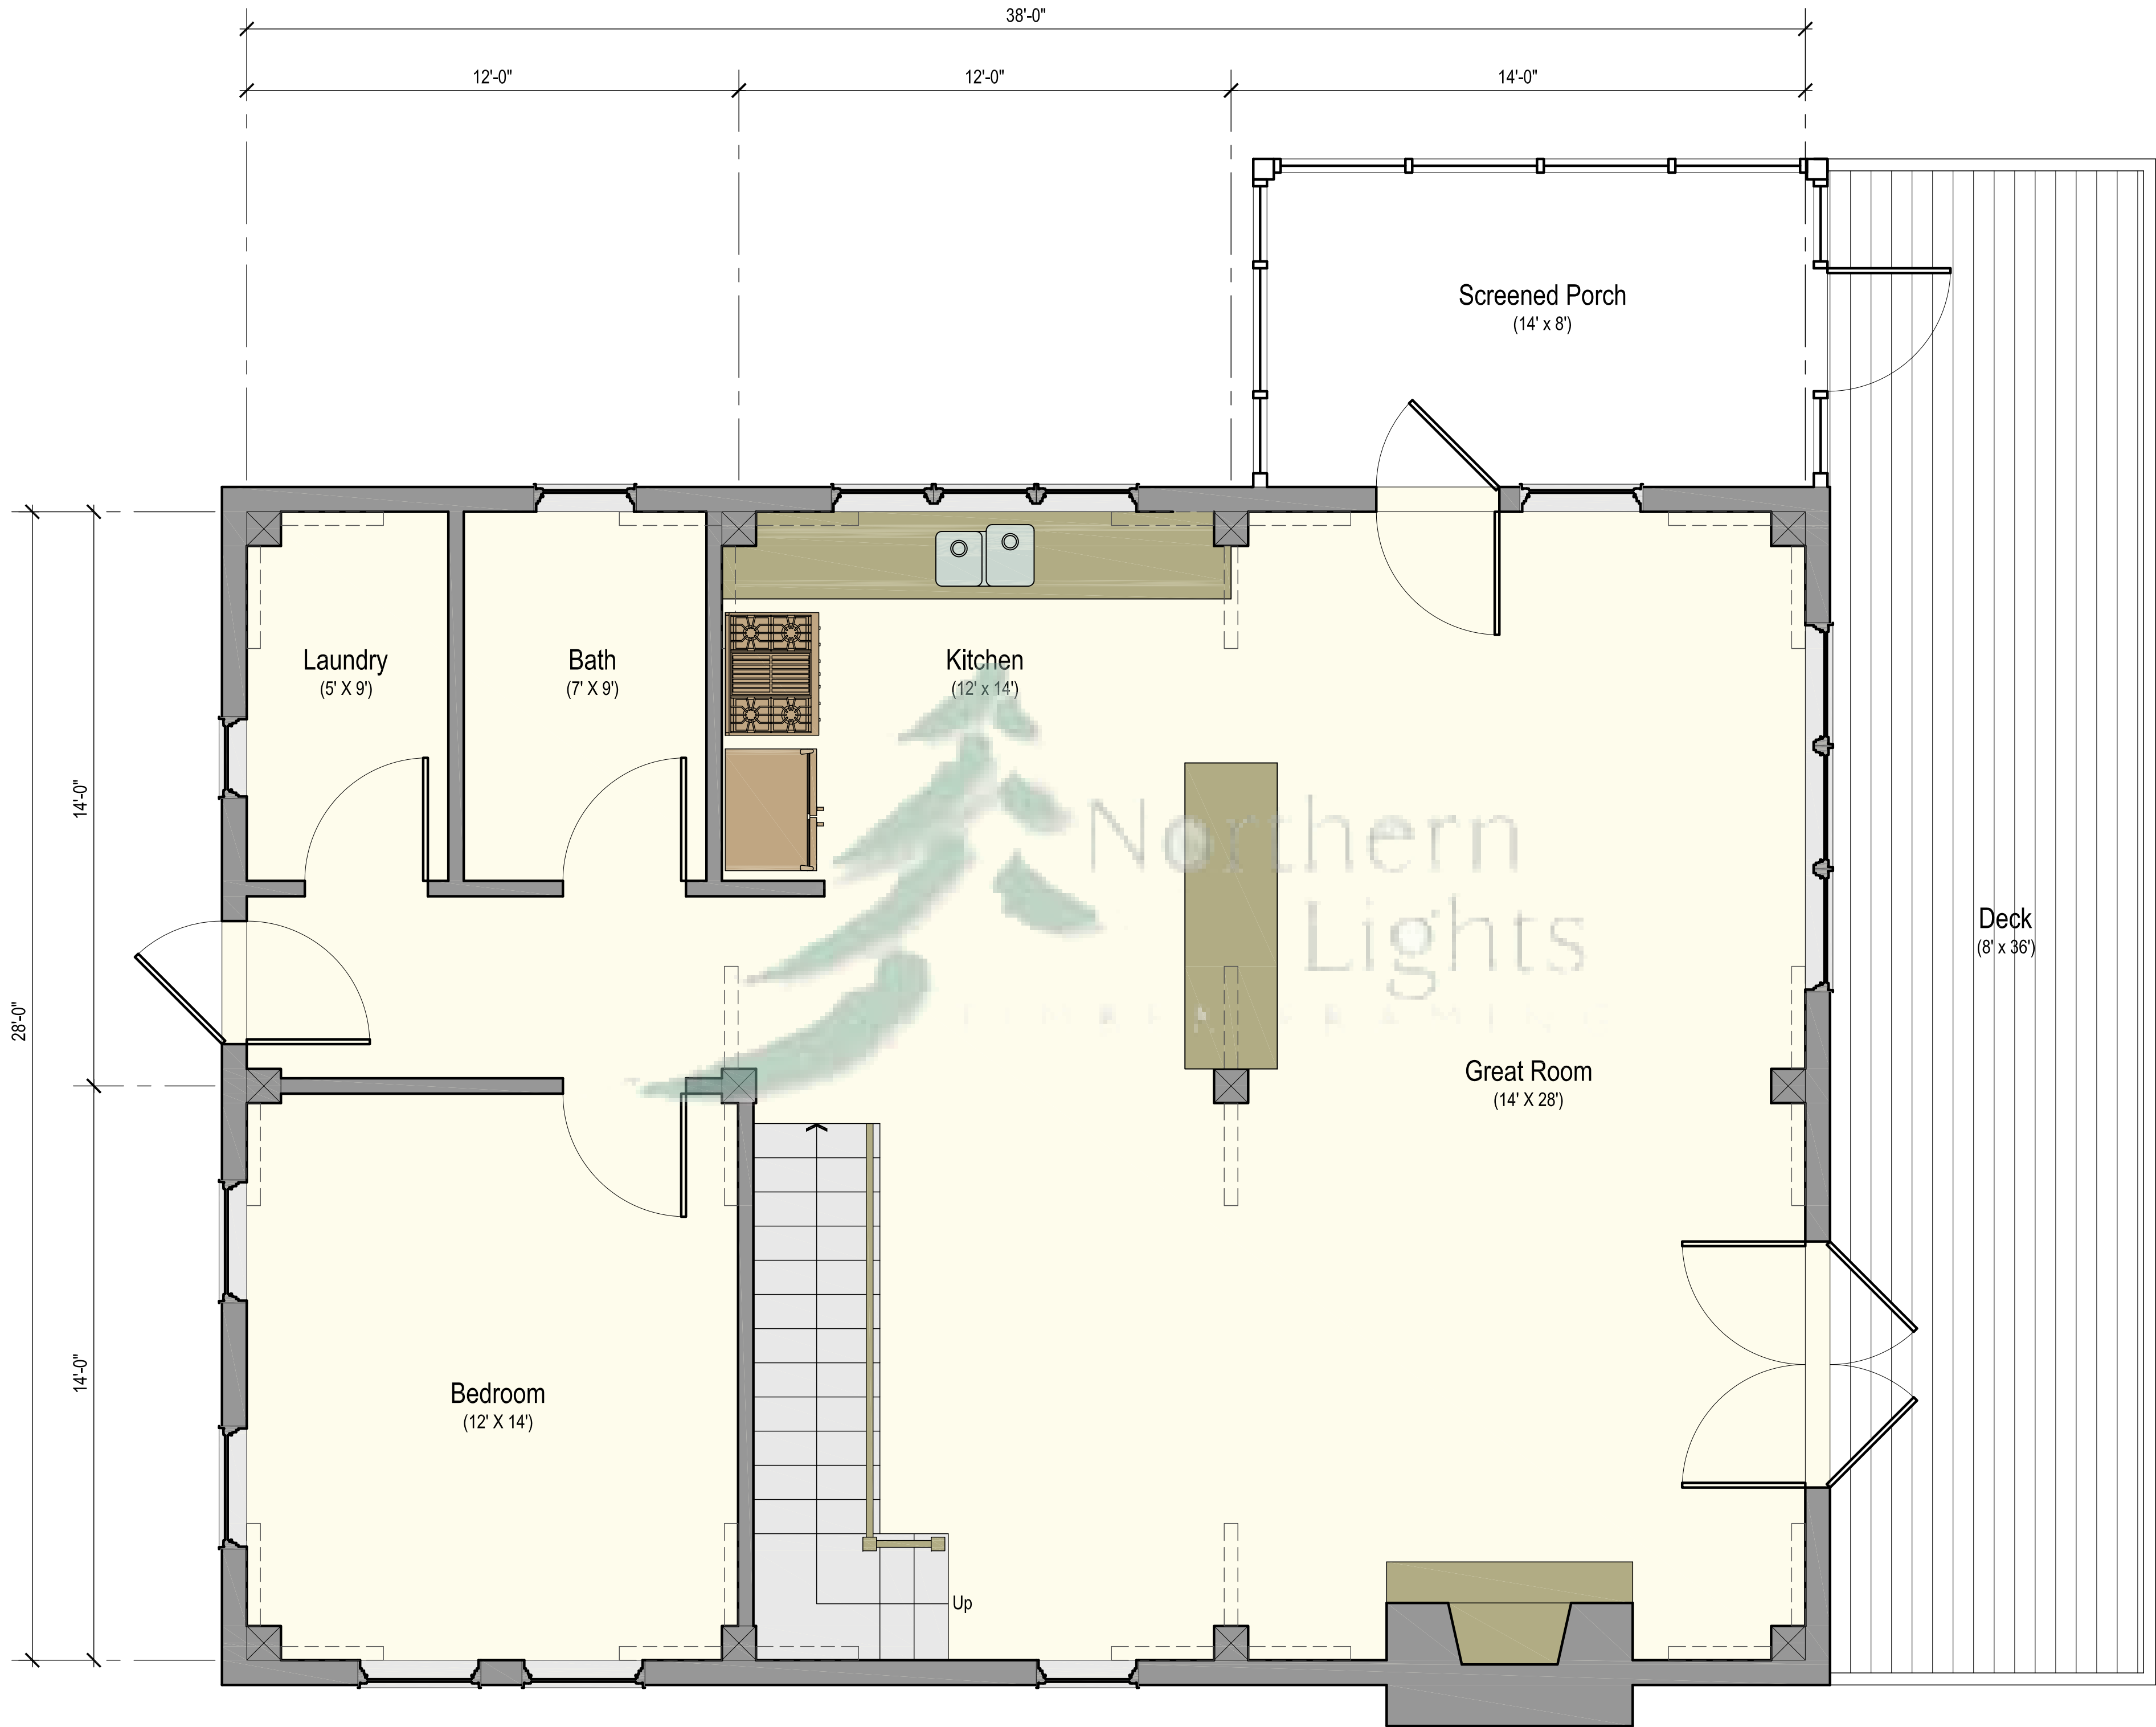 38'-0"
12'-0"
12'-0"
14'-0"
Screened Porch
(14' x 8')
Laundry
(5' X 9')
Bath
(7' X 9')
Kitchen
(12' x 14')
14'-0"
Northern
Lights
TIMBER FRAMING
Deck
(8' x 36')
28'-0"
Great Room
(14' X 28')
14'-0"
Bedroom
(12' X 14')
Up